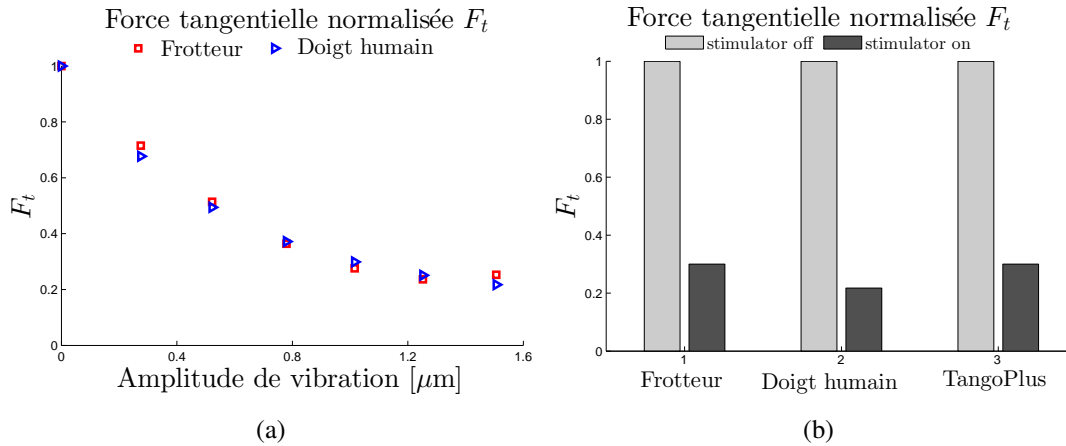 Force tangentielle normalisée F_t
Frotteur Doigt humain
1
0.8
0.6
0.4
0.2
0
F_t
0 0.4 0.8 1.2 1.6
Amplitude de vibration [μm]
(a)
Force tangentielle normalisée F_t
stimulator off stimulator on
1
0.8
0.6
0.4
0.2
0
F_t
1 2 3
Frotteur Doigt humain TangoPlus
(b)